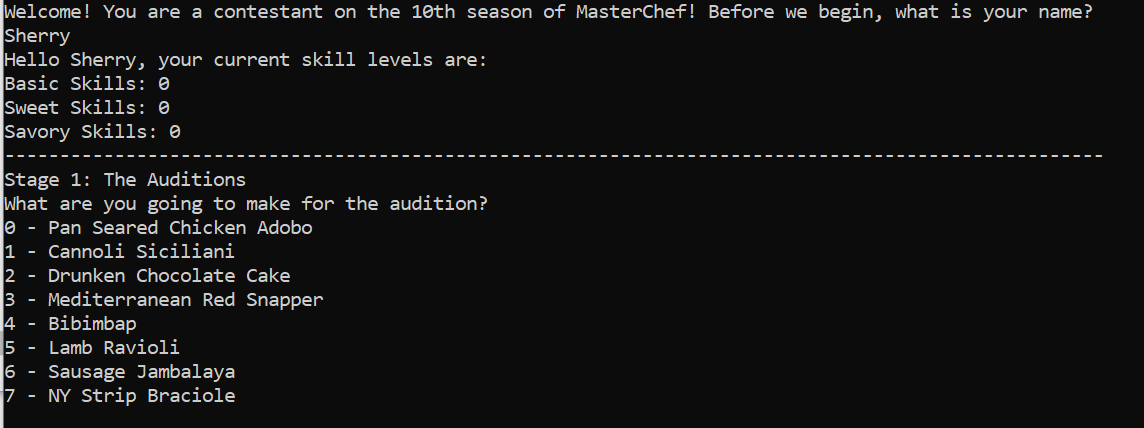 Welcome! You are a contestant on the 10th season of MasterChef! Before we begin, what is your name?
Sherry
Hello Sherry, your current skill levels are:
Basic Skills: 0
Sweet Skills: 0
Savory Skills: 0
----------------------------------------------------------------------------------------------------
Stage 1: The Auditions
What are you going to make for the audition?
0 - Pan Seared Chicken Adobo
1 - Cannoli Siciliani
2 - Drunken Chocolate Cake
3 - Mediterranean Red Snapper
4 - Bibimbap
5 - Lamb Ravioli
6 - Sausage Jambalaya
7 - NY Strip Braciole